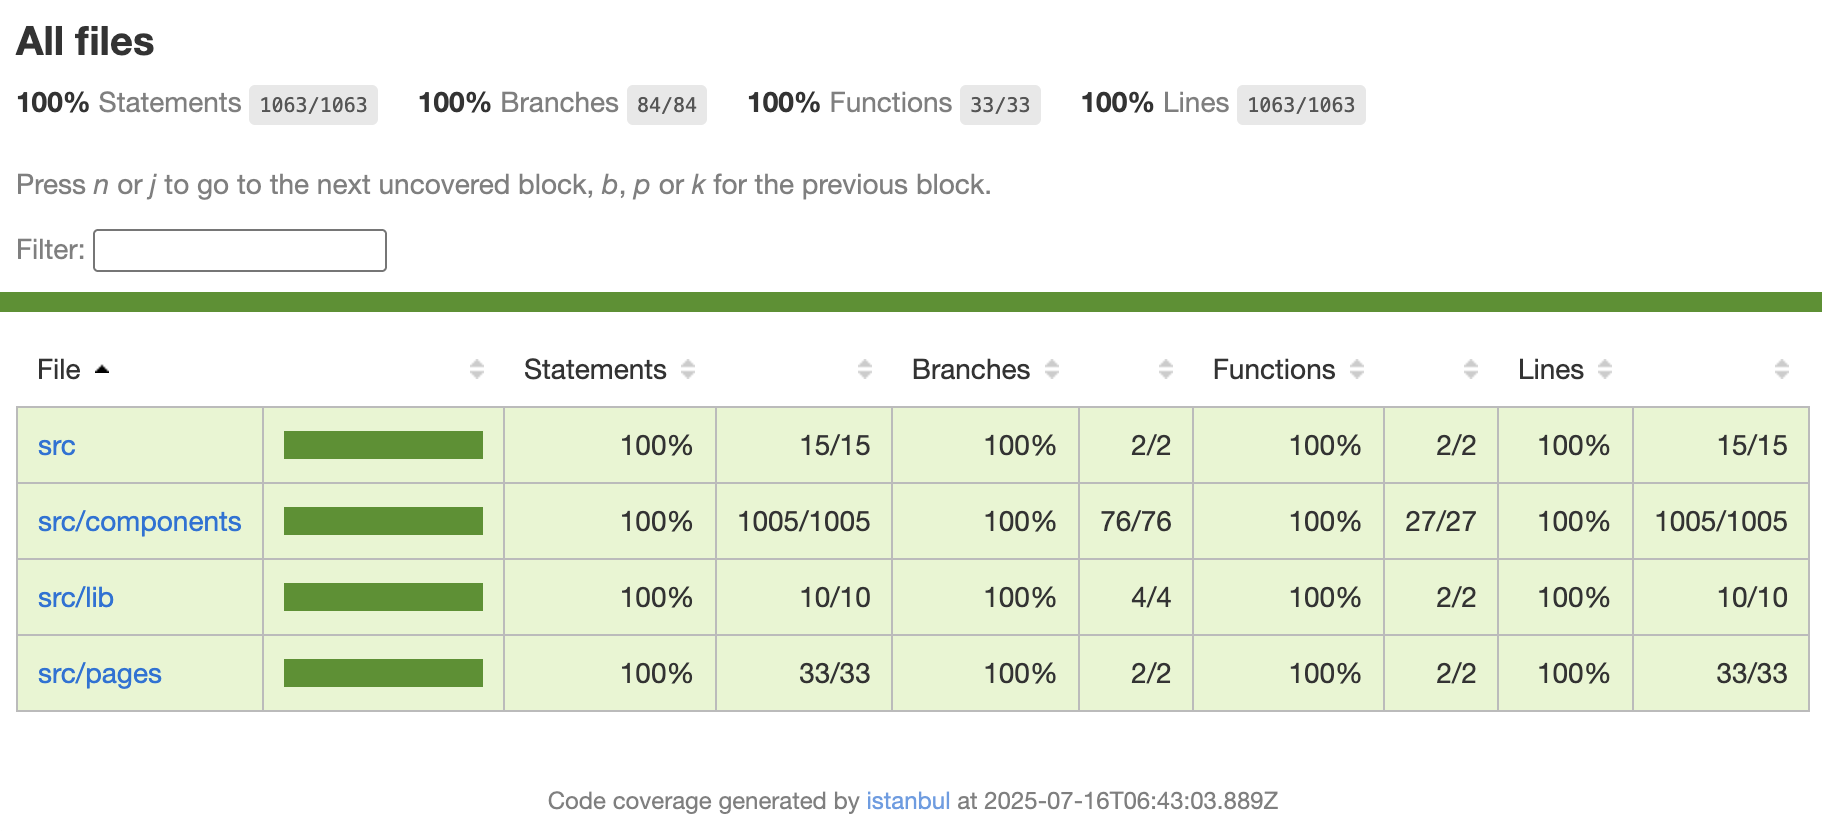 All files
100% Statements 1063/1063 100% Branches 84/84 100% Functions 33/33 100% Lines 1063/1063
Press n or j to go to the next uncovered block, b, p or k for the previous block.
Filter:
File Statements Branches Functions Lines
src 100% 15/15 100% 2/2 100% 2/2 100% 15/15
src/components 100% 1005/1005 100% 76/76 100% 27/27 100% 1005/1005
src/lib 100% 10/10 100% 4/4 100% 2/2 100% 10/10
src/pages 100% 33/33 100% 2/2 100% 2/2 100% 33/33
Code coverage generated by istanbul at 2025-07-16T06:43:03.889Z